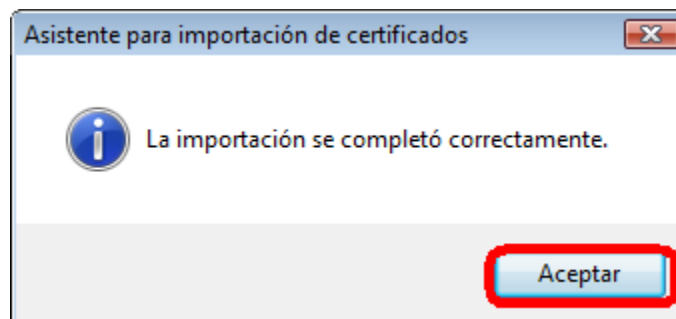 Asistente para importación de certificados
La importación se completó correctamente.
Aceptar